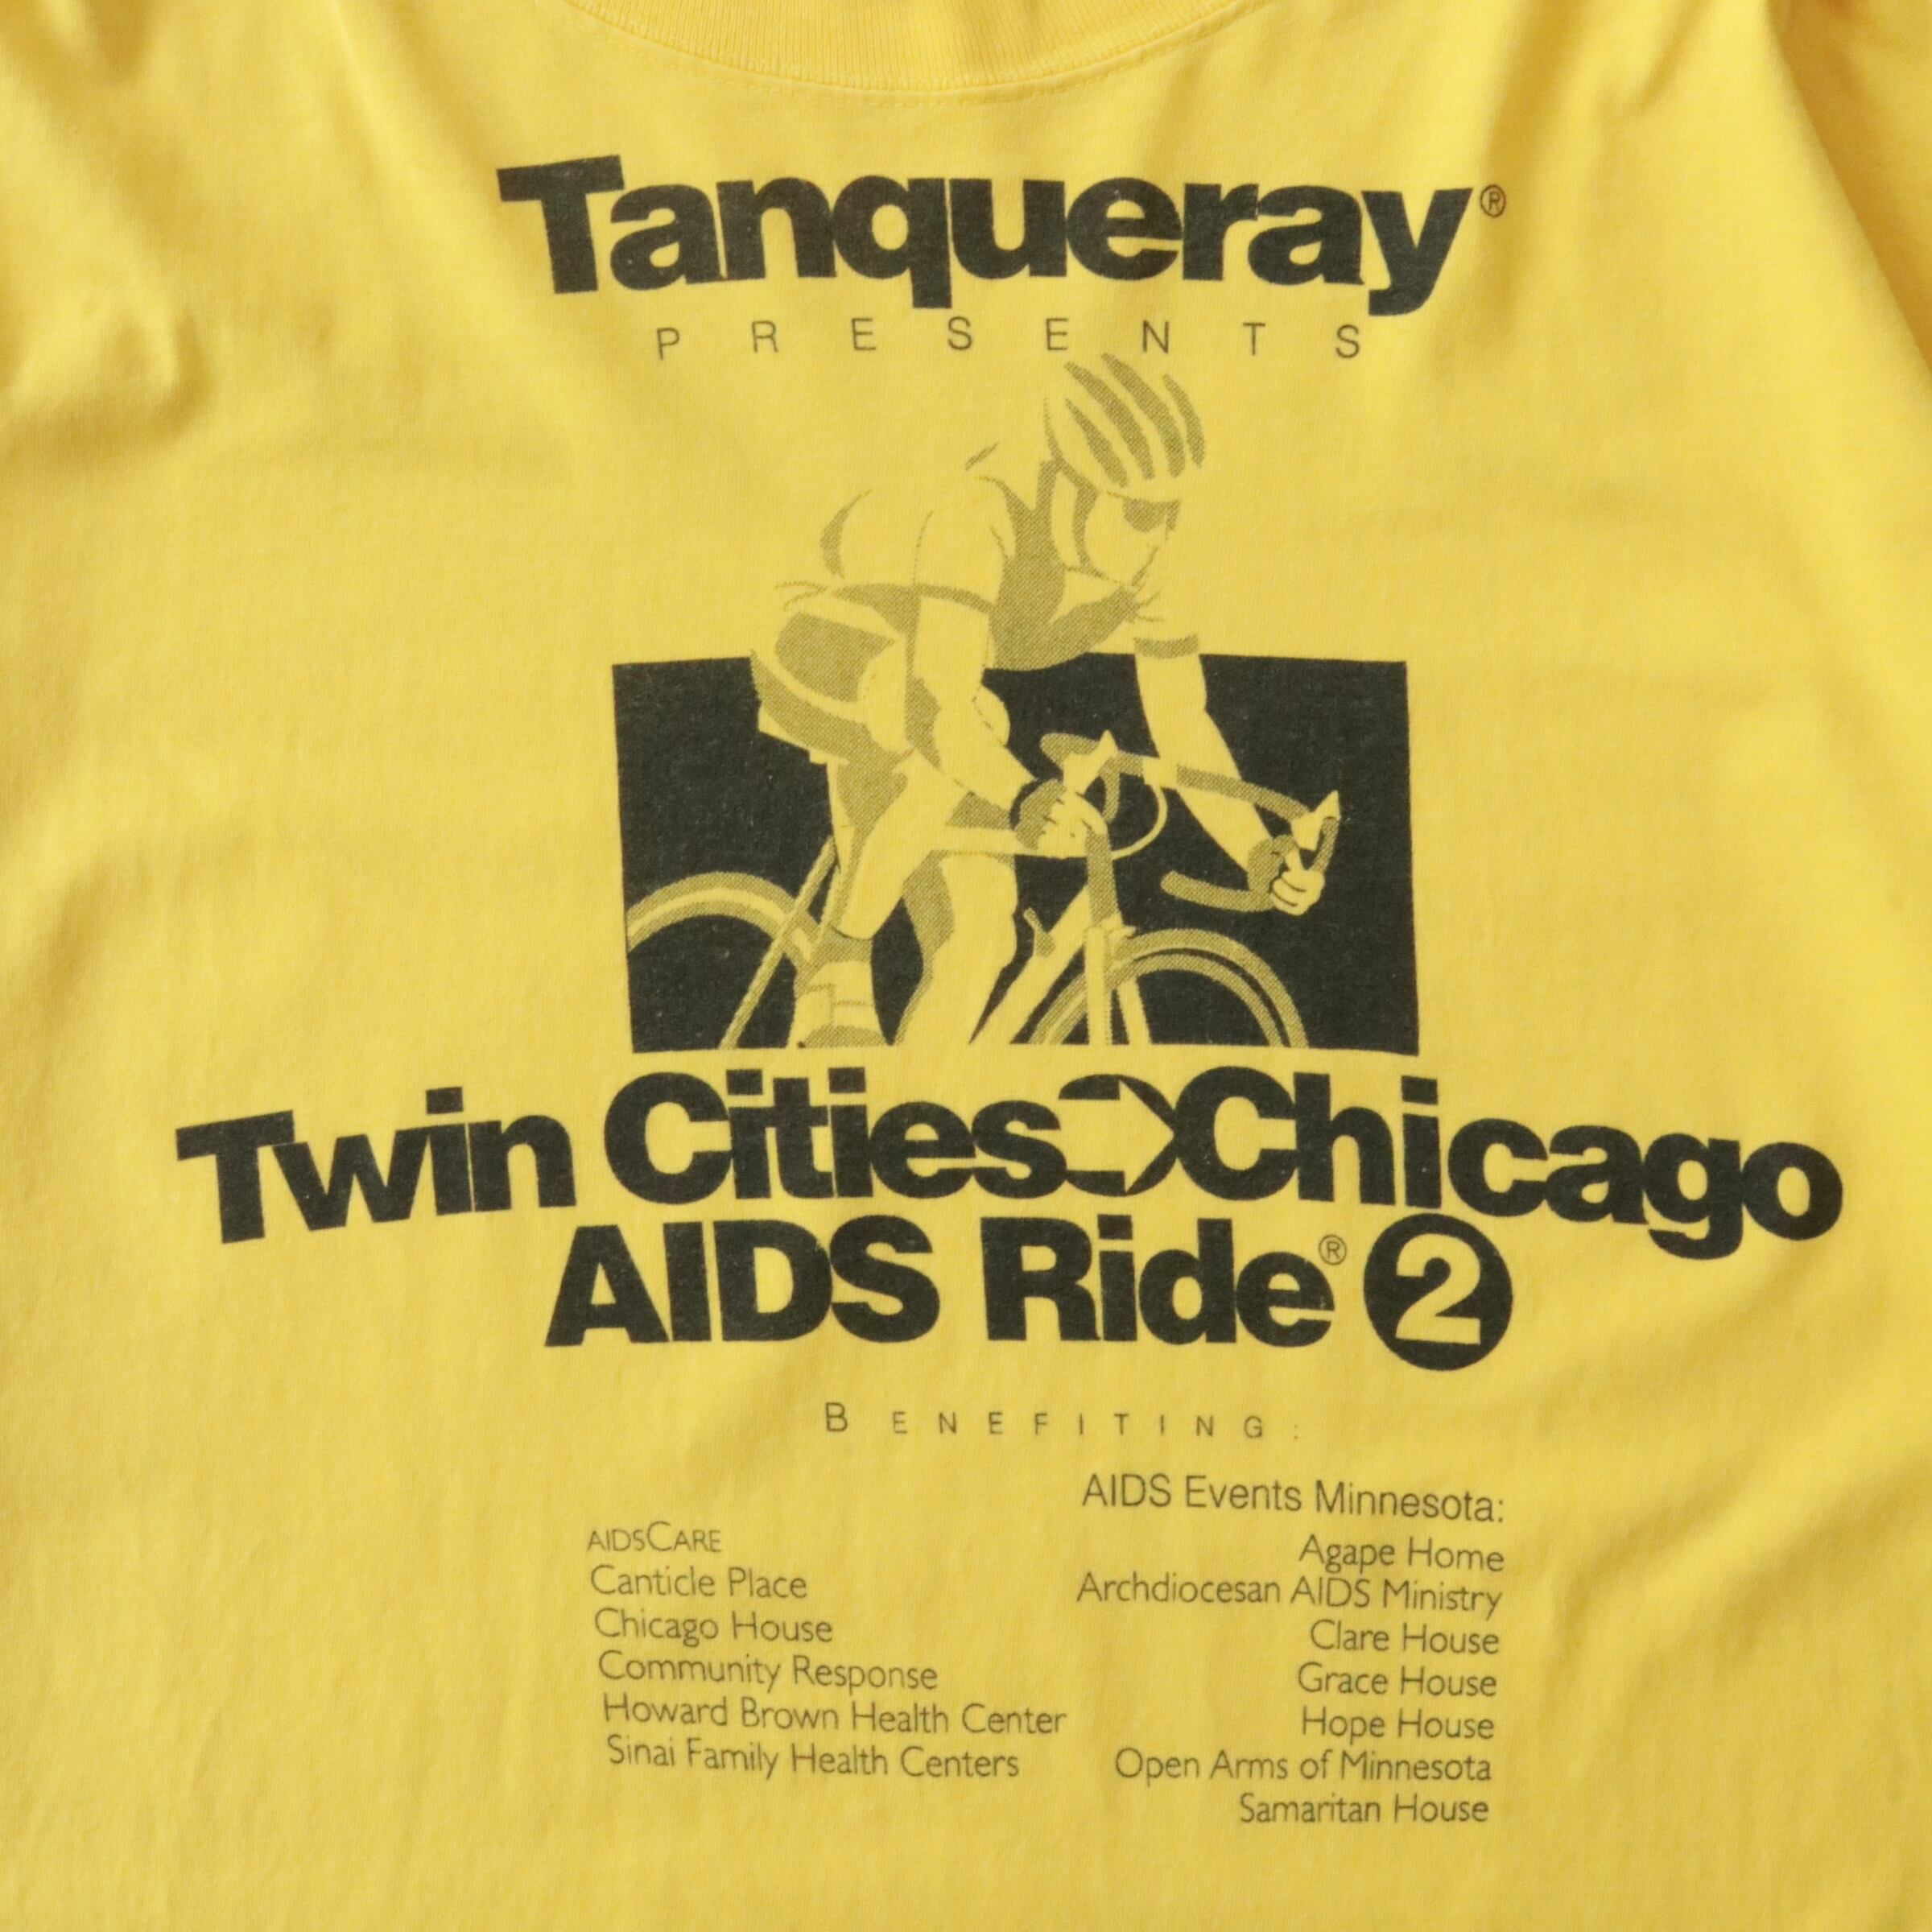 Tanqueray®
PRESENTS
Twin Cities Chicago
AIDS Ride® 2
BENEFITING:
AIDSCARE
Canticle Place
Chicago House
Community Response
Howard Brown Health Center
Sinai Family Health Centers
AIDS Events Minnesota:
Agape Home
Archdiocesan AIDS Ministry
Clare House
Grace House
Hope House
Open Arms of Minnesota
Samaritan House